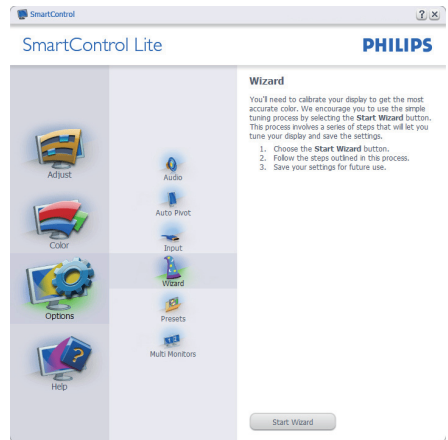 SmartControl
? X
SmartControl Lite
PHILIPS
Adjust
Color
Options
Help
Audio
Auto Pivot
Input
Wizard
Presets
Multi Monitors
Wizard
You'll need to calibrate your display to get the most
accurate color. We encourage you to use the simple
tuning process by selecting the Start Wizard button.
This process involves a series of steps that will let you
tune your display and save the settings.
1. Choose the Start Wizard button.
2. Follow the steps outlined in this process.
3. Save your settings for future use.
Start Wizard